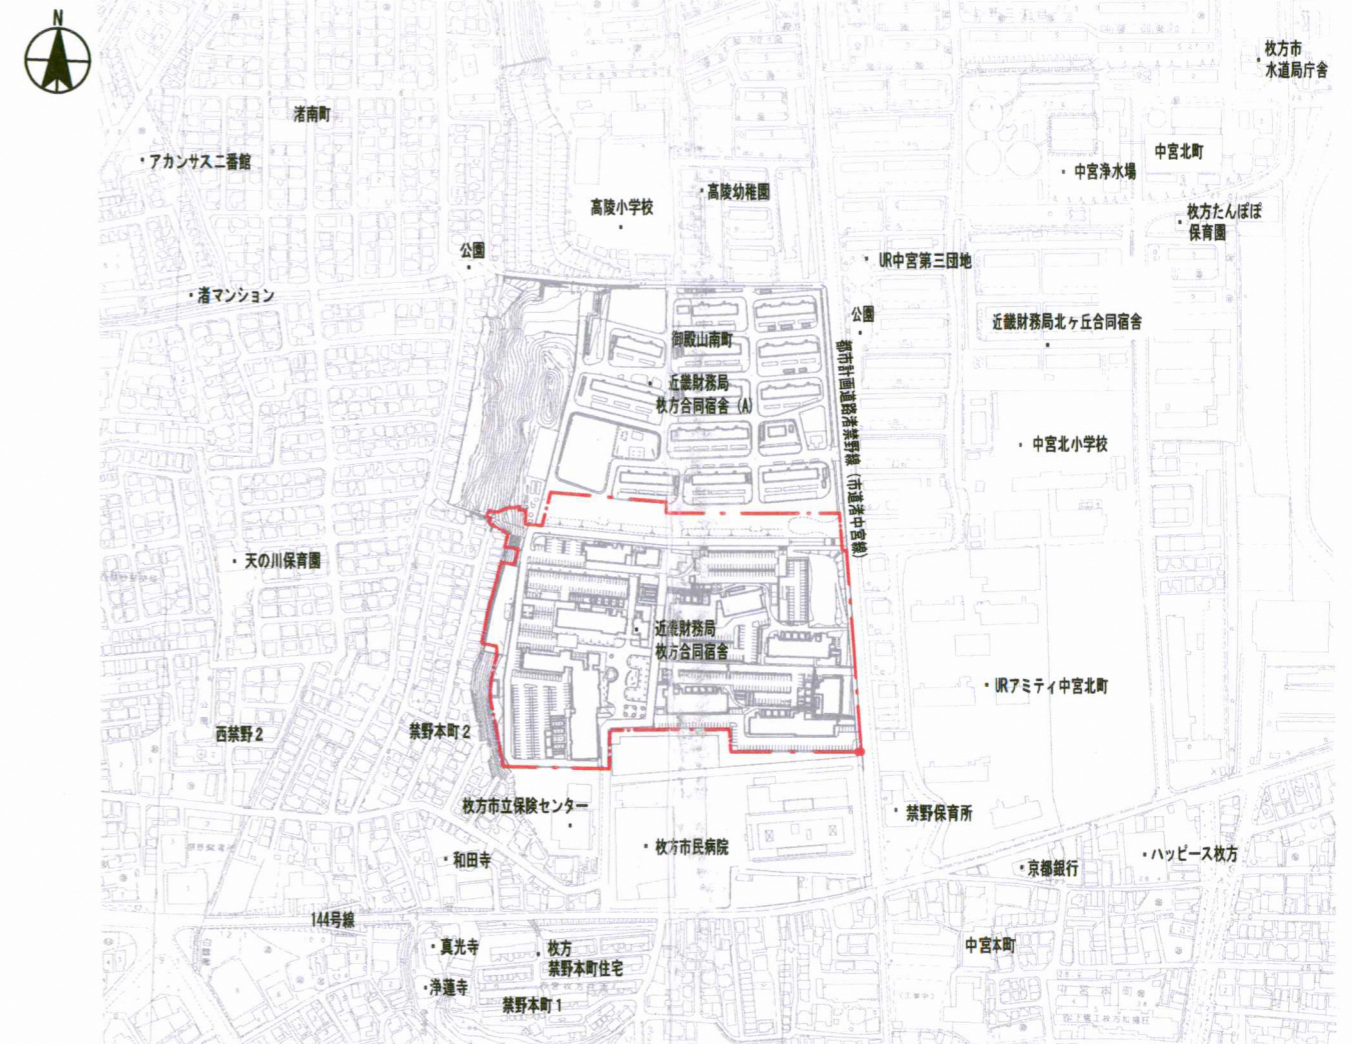 N
枚方市
水道局庁舎
渚南町
アカンサス二番館
中宮北町
中宮浄水場
高陵幼稚園
高陵小学校
枚方たんぽぽ
保育園
公園
UR中宮第三団地
渚マンション
公園
近畿財務局北ヶ丘合同宿舎
御殿山南町
近畿財務局
枚方合同宿舎（A）
都市計画道路渚禁野線（市道渚中宮線）
中宮北小学校
天の川保育園
近畿財務局
枚方合同宿舎
URアミティ中宮北町
西禁野2
禁野本町2
枚方市立保険センター
禁野保育所
枚方市民病院
和田寺
ハッピース枚方
京都銀行
144号線
真光寺
枚方
禁野本町住宅
中宮本町
浄蓮寺
禁野本町1